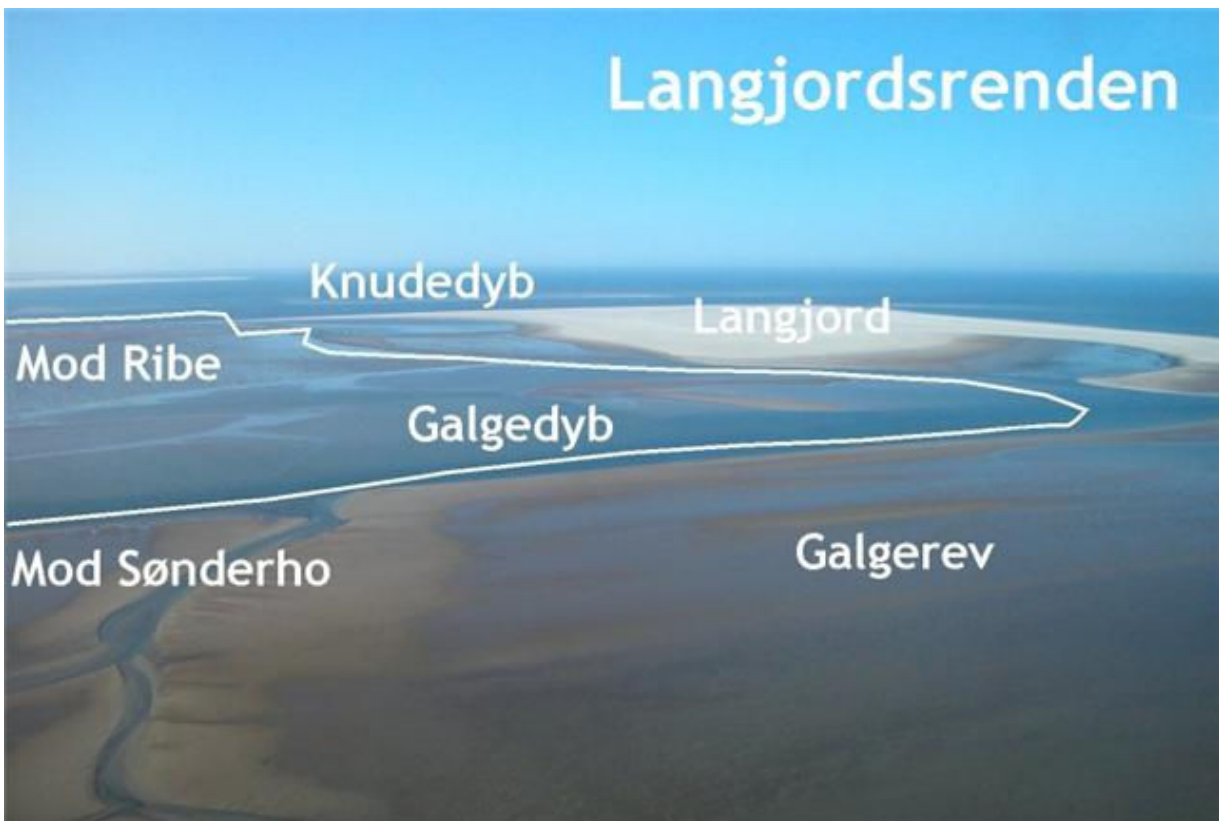 Langjordsrenden
Knudedyb
Langjord
Mod Ribe
Galgedyb
Mod Sønderho
Galgerev